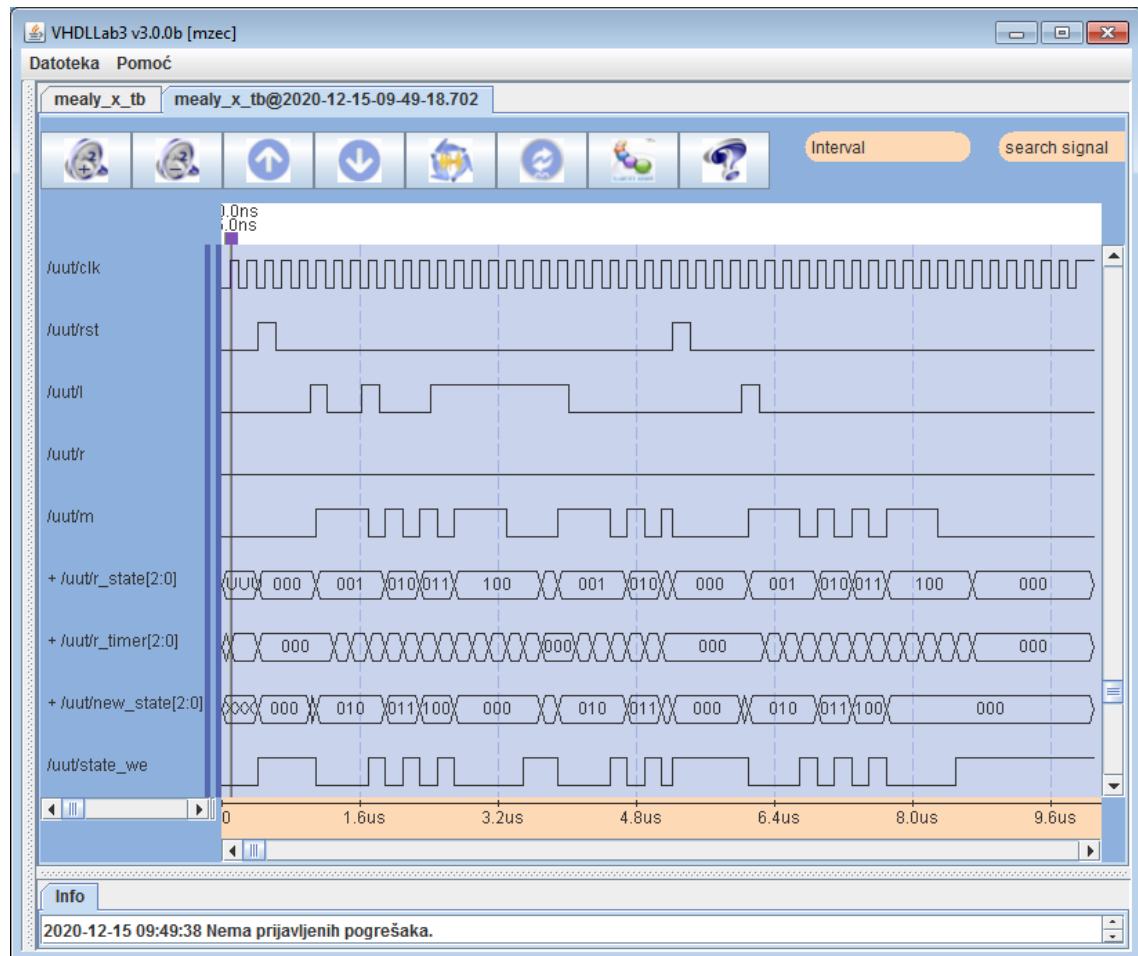 VHDLLab3 v3.0.0b [mzec]
Datoteka Pomoć
mealy_x_tb mealy_x_tb@2020-12-15-09-49-18.702
Interval search signal
0.0ns
.0ns
/uut/clk
/uut/rst
/uut/l
/uut/r
/uut/m
+ /uut/r_state[2:0] UUU 000 001 010 011 100 001 010 000 001 010 011 100 000
+ /uut/r_timer[2:0] 000 000 000 000
+ /uut/new_state[2:0] XXX 000 010 011 100 000 010 011 000 010 011 100 000
/uut/state_we
0 1.6us 3.2us 4.8us 6.4us 8.0us 9.6us
Info
2020-12-15 09:49:38 Nema prijavljenih pogrešaka.